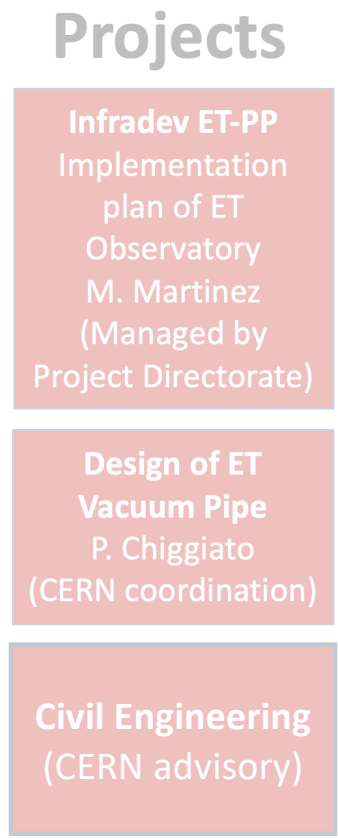 Projects
Infradev ET-PP
Implementation
plan of ET
Observatory
M. Martinez
(Managed by
Project Directorate)
Design of ET
Vacuum Pipe
P. Chiggiato
(CERN coordination)
Civil Engineering
(CERN advisory)